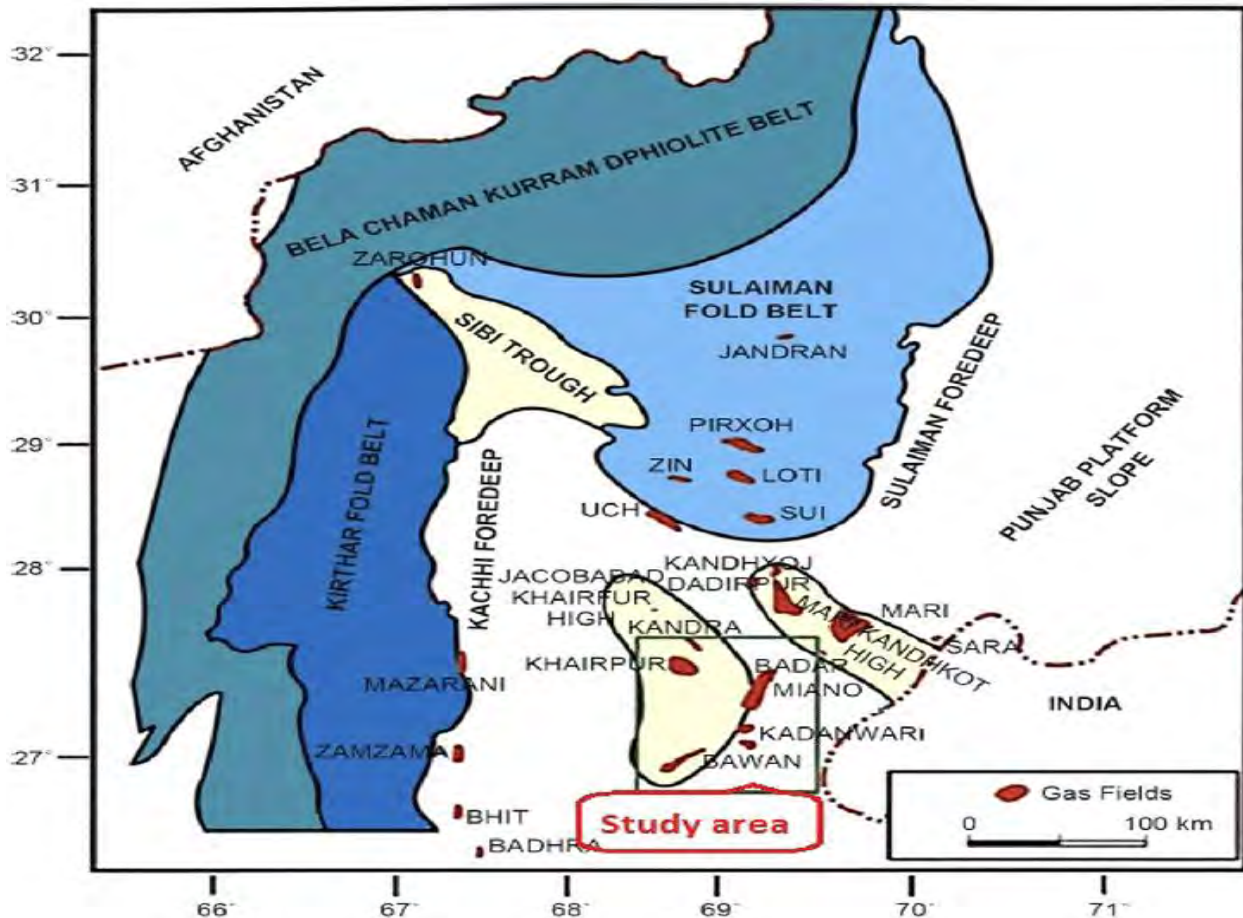 32°
31°
30°
29°
28°
27°
AFGHANISTAN
BELA CHAMAN KURRAM DPHIOLITE BELT
ZAROHUN
SIBI TROUGH
SULAIMAN
FOLD BELT
JANDRAN
PIRXOH
ZIN
LOTI
UCH
SUI
SULAIMAN FOREDEEP
PUNJAB PLATFORM
SLOPE
KIRTHAR FOLD BELT
KACHHI FOREDEEP
JACOBABAD
KHAIRFUR
HIGH
KANDHXOJ
DADIRPUR
MARI
MARI KANDHKOT
HIGH
SARA
KANDRA
KHAIRPUR
BADAR
MIANO
INDIA
MAZARANI
KADANWARI
ZAMZAMA
BAWAN
BHIT
BADHRA
Study area
Gas Fields
0 100 km
66° 67° 68° 69° 70° 71°